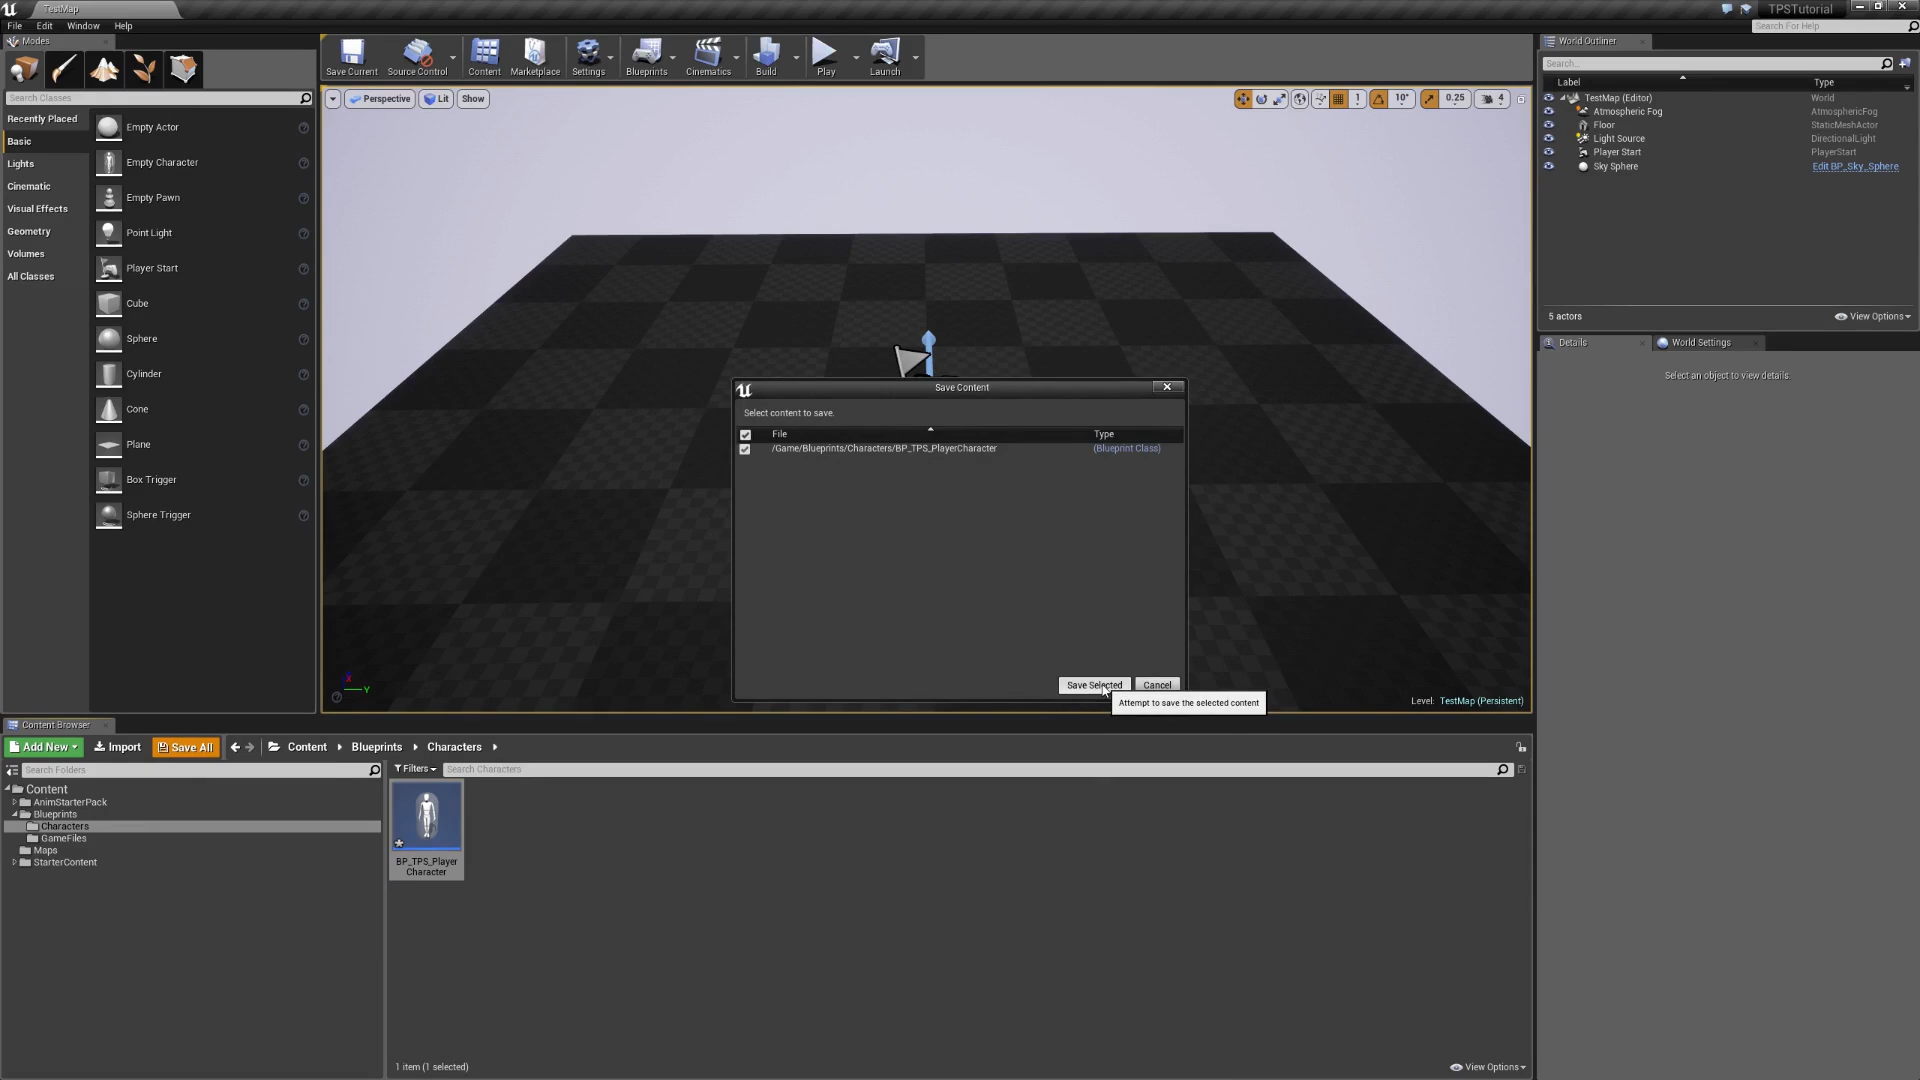 TestMap
TPSTutorial
File Edit Window Help
Search For Help
Modes
Search Classes
Recently Placed
Basic
Lights
Cinematic
Visual Effects
Geometry
Volumes
All Classes
Empty Actor
Empty Character
Empty Pawn
Point Light
Player Start
Cube
Sphere
Cylinder
Cone
Plane
Box Trigger
Sphere Trigger
Save Current Source Control Content Marketplace Settings Blueprints Cinematics Build Play Launch
Perspective Lit Show
1 10° 0.25 4
Save Content
Select content to save.
File Type
/Game/Blueprints/Characters/BP_TPS_PlayerCharacter (Blueprint Class)
Save Selected Cancel
Attempt to save the selected content
X Y
Level: TestMap (Persistent)
World Outliner
Search...
Label Type
TestMap (Editor) World
Atmospheric Fog AtmosphericFog
Floor StaticMeshActor
Light Source DirectionalLight
Player Start PlayerStart
Sky Sphere Edit BP_Sky_Sphere
5 actors View Options
Details World Settings
Select an object to view details.
Content Browser
Add New Import Save All Content Blueprints Characters
Search Folders
Filters Search Characters
Content
AnimStarterPack
Blueprints
Characters
GameFiles
Maps
StarterContent
BP_TPS_Player
Character
1 item (1 selected) View Options